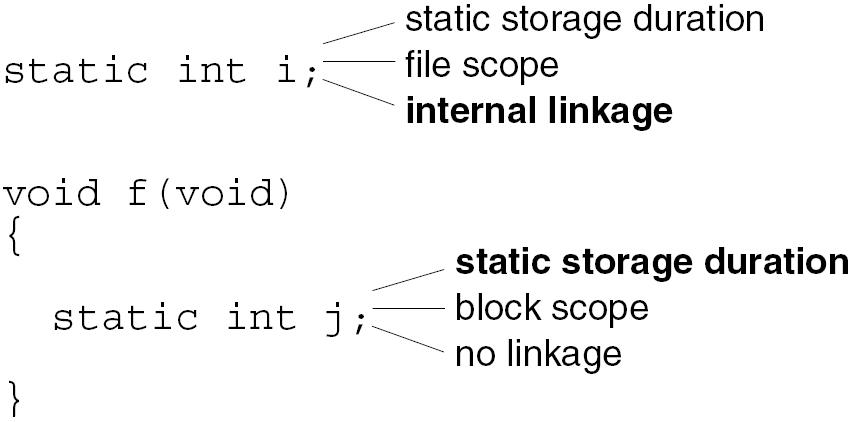 static storage duration
static int i; file scope
internal linkage
void f(void)
{
static storage duration
static int j; block scope
no linkage
}